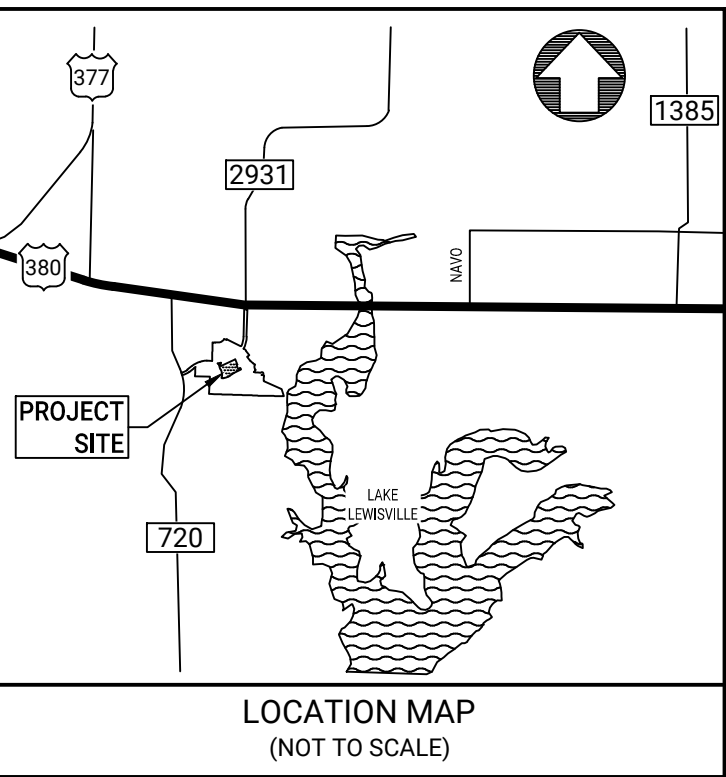 377
1385
2931
NAVO
380
PROJECT
SITE
LAKE
LEWISVILLE
720
LOCATION MAP
(NOT TO SCALE)